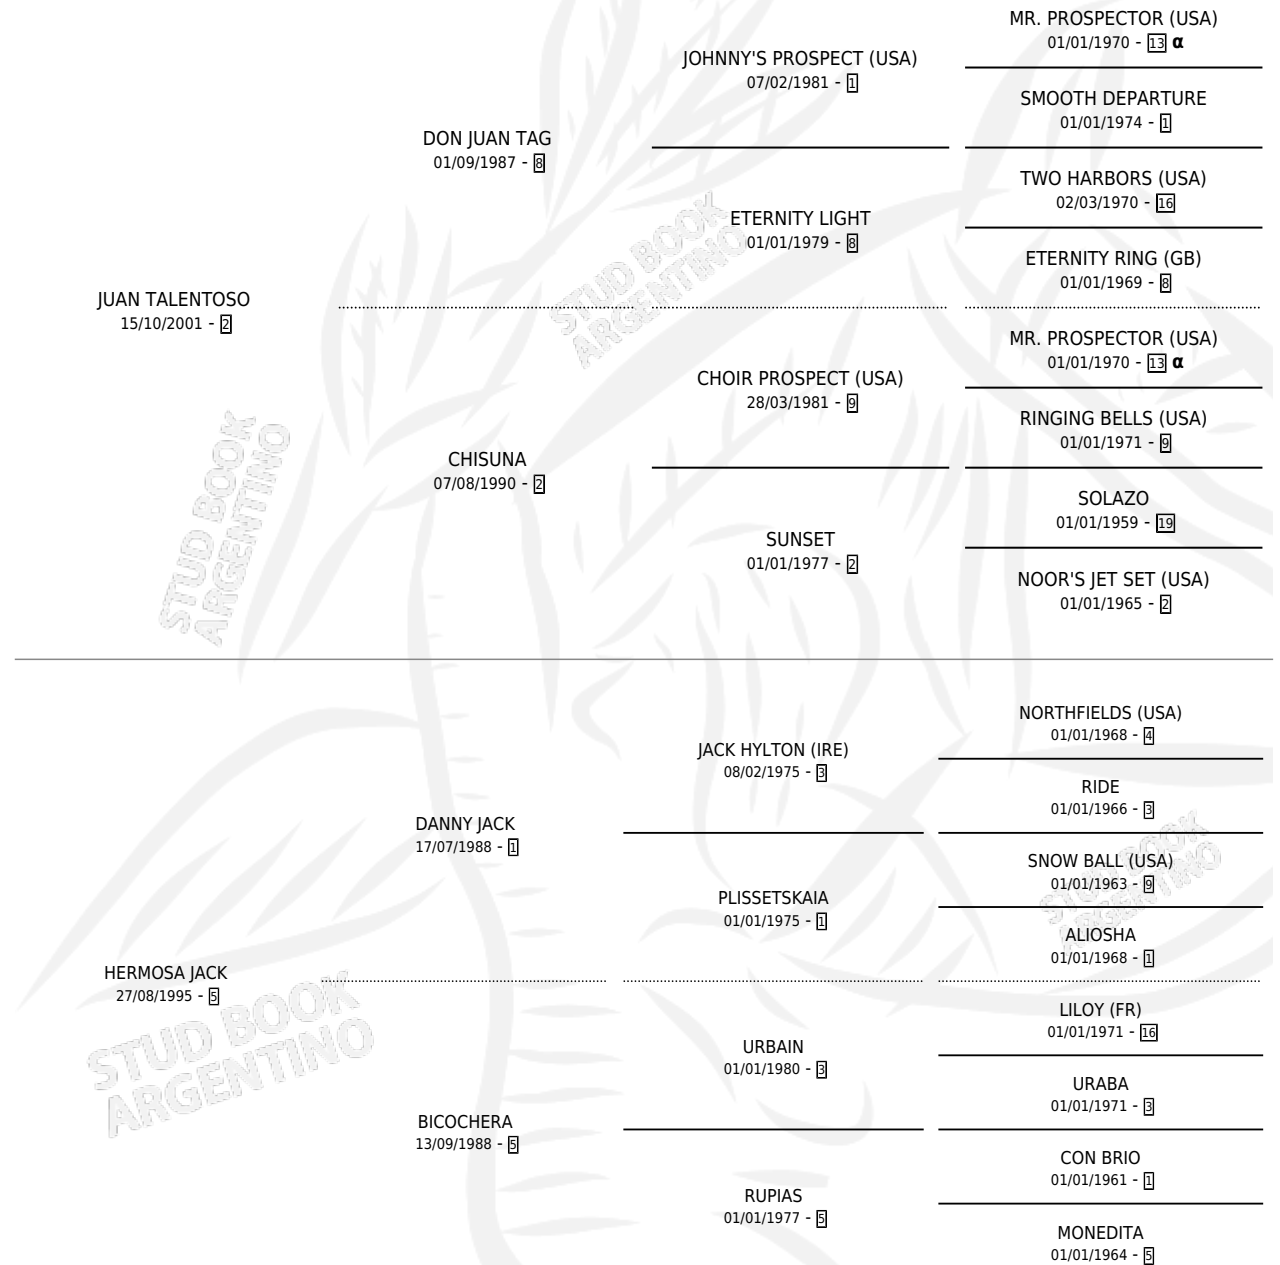 MR. PROSPECTOR (USA)
01/01/1970 - 13 α
JOHNNY'S PROSPECT (USA)
07/02/1981 - 1
SMOOTH DEPARTURE
01/01/1974 - 1
DON JUAN TAG
01/09/1987 - 8
TWO HARBORS (USA)
02/03/1970 - 16
ETERNITY LIGHT
01/01/1979 - 8
ETERNITY RING (GB)
01/01/1969 - 8
JUAN TALENTOSO
15/10/2001 - 2
STUD BOOK
ARGENTINO
MR. PROSPECTOR (USA)
01/01/1970 - 13 α
CHOIR PROSPECT (USA)
28/03/1981 - 9
RINGING BELLS (USA)
01/01/1971 - 9
CHISUNA
07/08/1990 - 2
SOLAZO
01/01/1959 - 19
SUNSET
01/01/1977 - 2
NOOR'S JET SET (USA)
01/01/1965 - 2
STUD BOOK
ARGENTINO
NORTHFIELDS (USA)
01/01/1968 - 4
JACK HYLTON (IRE)
08/02/1975 - 3
RIDE
01/01/1966 - 3
DANNY JACK
17/07/1988 - 1
SNOW BALL (USA)
01/01/1963 - 9
PLISSETSKAIA
01/01/1975 - 1
ALIOSHA
01/01/1968 - 1
STUD BOOK
ARGENTINO
HERMOSA JACK
27/08/1995 - 5
LILOY (FR)
01/01/1971 - 16
URBAIN
01/01/1980 - 3
URABA
01/01/1971 - 3
STUD BOOK
ARGENTINO
BICOCHERA
13/09/1988 - 5
CON BRIO
01/01/1961 - 1
RUPIAS
01/01/1977 - 5
MONEDITA
01/01/1964 - 5